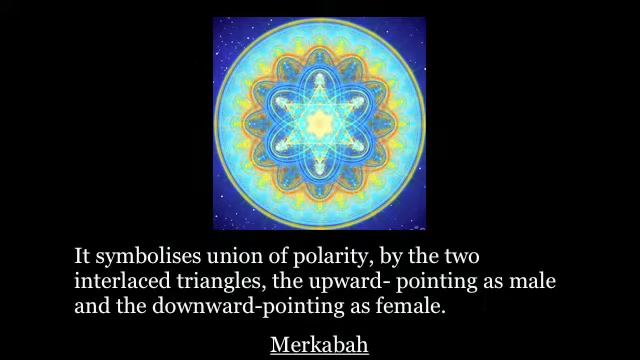 It symbolises union of polarity, by the two
interlaced triangles, the upward- pointing as male
and the downward-pointing as female.
Merkabah